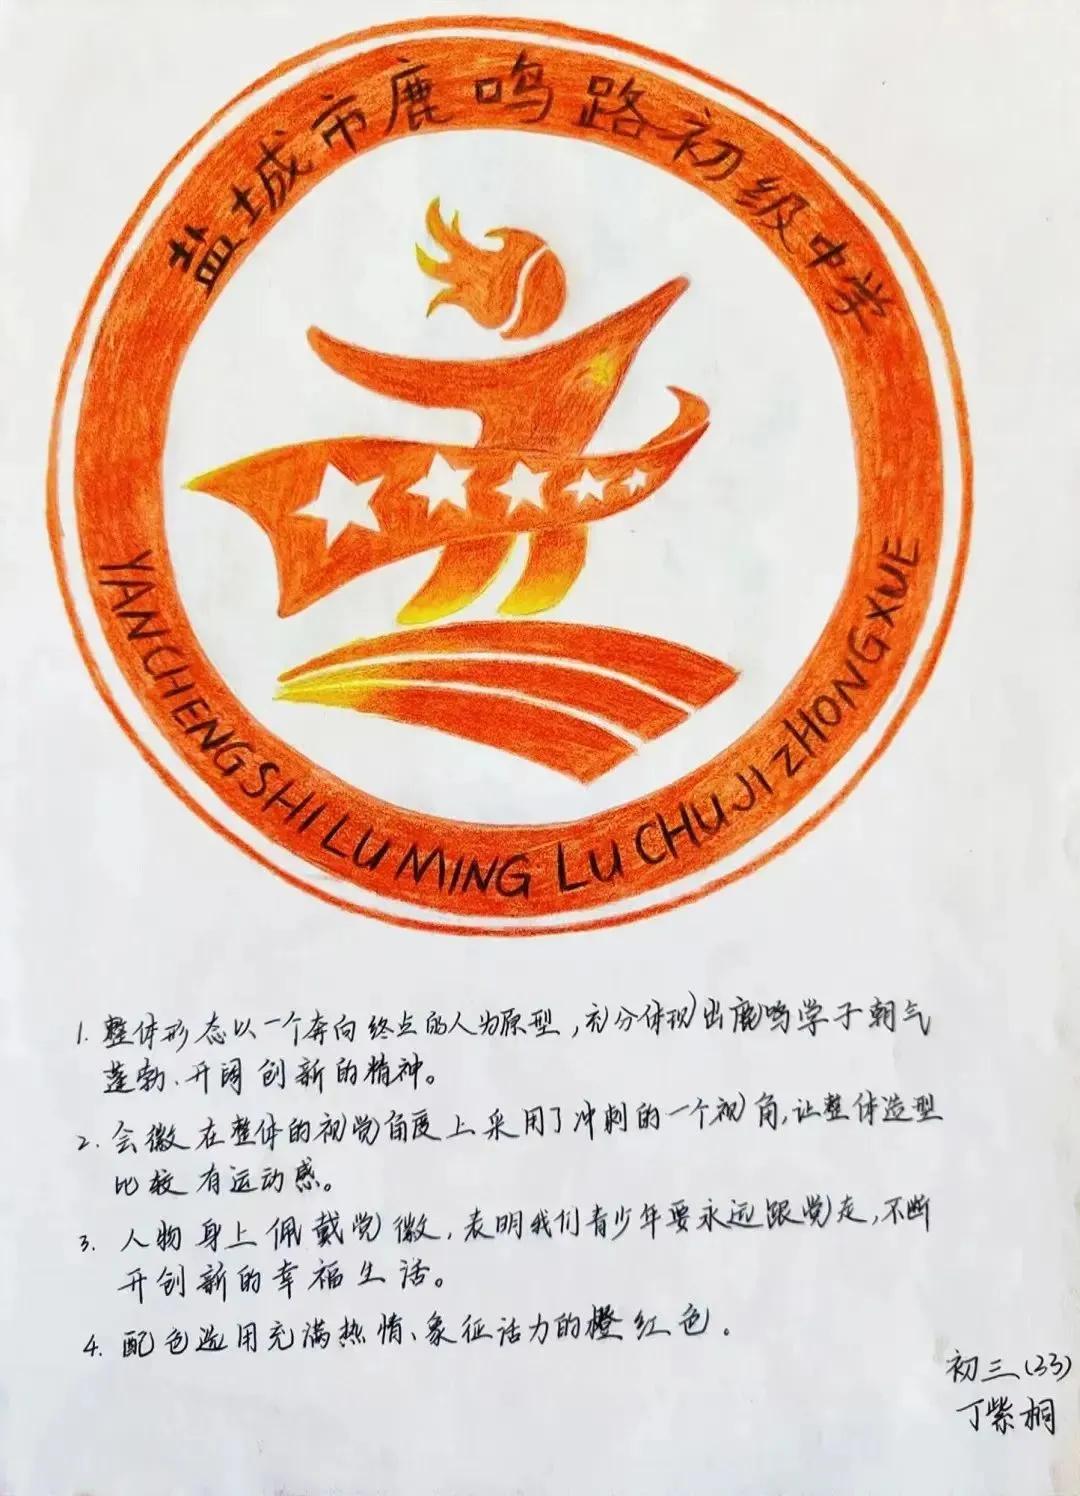 盐城市鹿鸣路初级中学
YANCHENG SHI LU MING LU CHU JI ZHONG XUE
1. 整体形态以一个奔向终点的人为原型,充分体现出鹿鸣学子朝气
蓬勃、开阔创新的精神。
2. 会徽在整体的视觉角度上采用了冲刺的一个视角,让整体造型
比较有运动感。
3. 人物身上佩戴党徽,表明我们青少年要永远跟党走,不断
开创新的幸福生活。
4. 配色选用充满热情、象征活力的橙红色。
初三(33)
丁紫桐